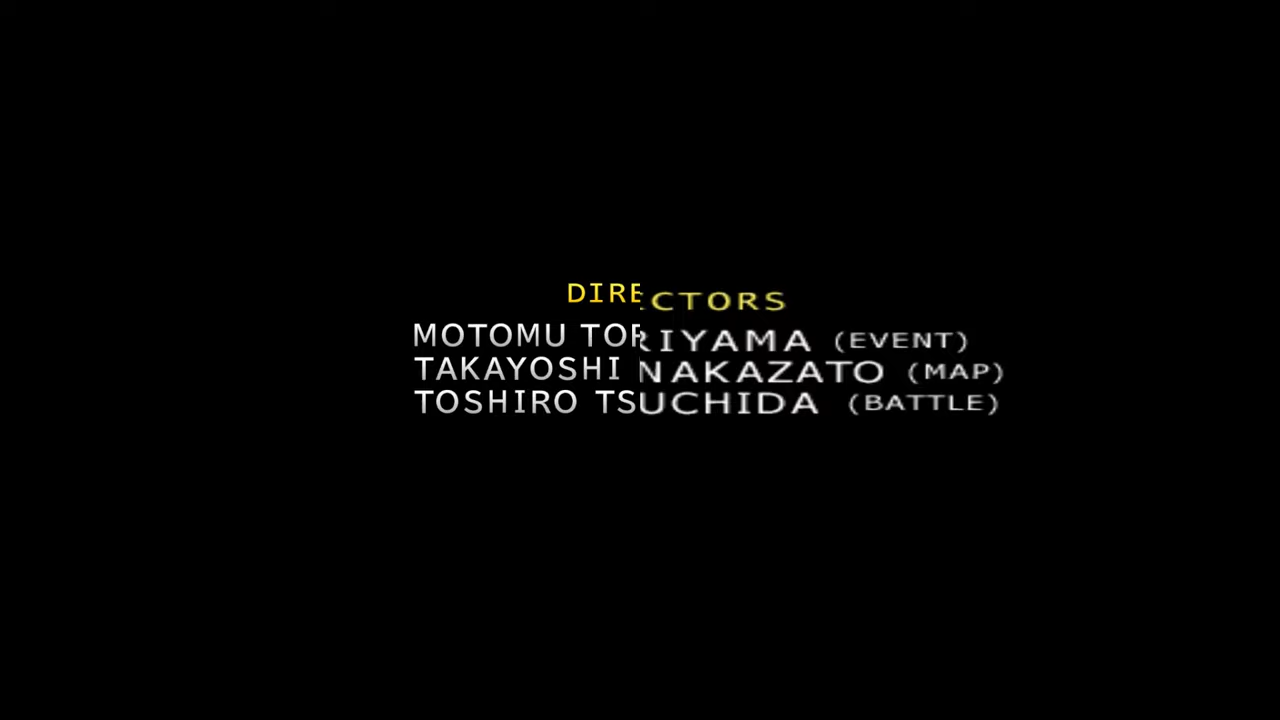 DIRECTORS
MOTOMU TORIYAMA (EVENT)
TAKAYOSHI NAKAZATO (MAP)
TOSHIRO TSUCHIDA (BATTLE)